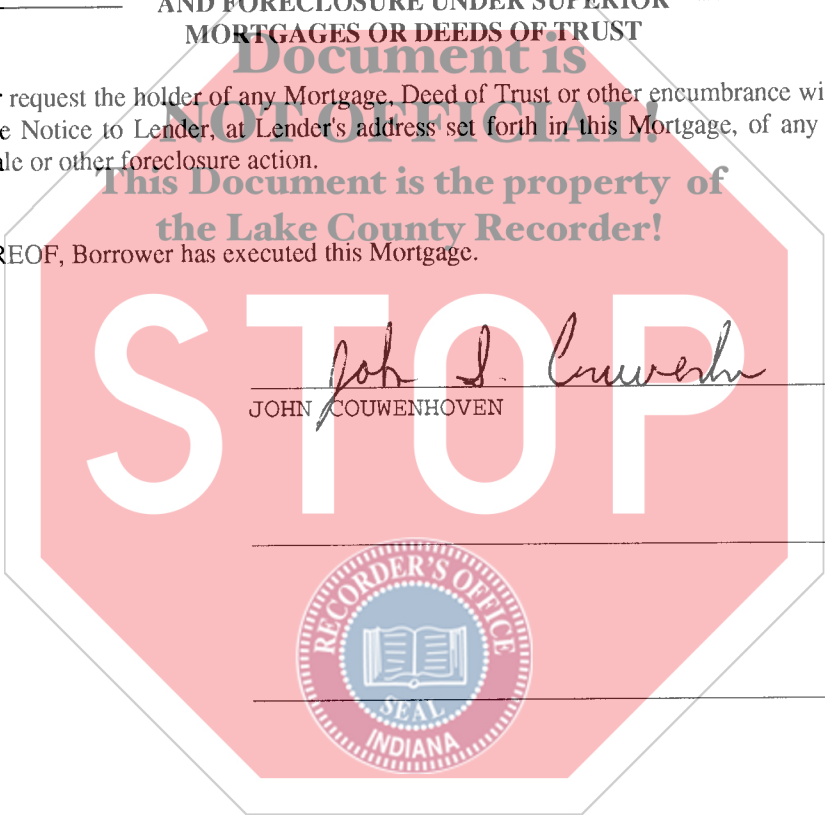 AND FORECLOSURE UNDER SUPERIOR
MORTGAGES OR DEEDS OF TRUST
Document is
request the holder of any Mortgage, Deed of Trust or other encumbrance wi
NOT OFFICIAL!
e Notice to Lender, at Lender's address set forth in this Mortgage, of any
le or other foreclosure action.
This Document is the property of
the Lake County Recorder!
REOF, Borrower has executed this Mortgage.
STOP
Joh S. Couwenhn
JOHN COUWENHOVEN
RECORDER'S OFFICE
SEAL
INDIANA